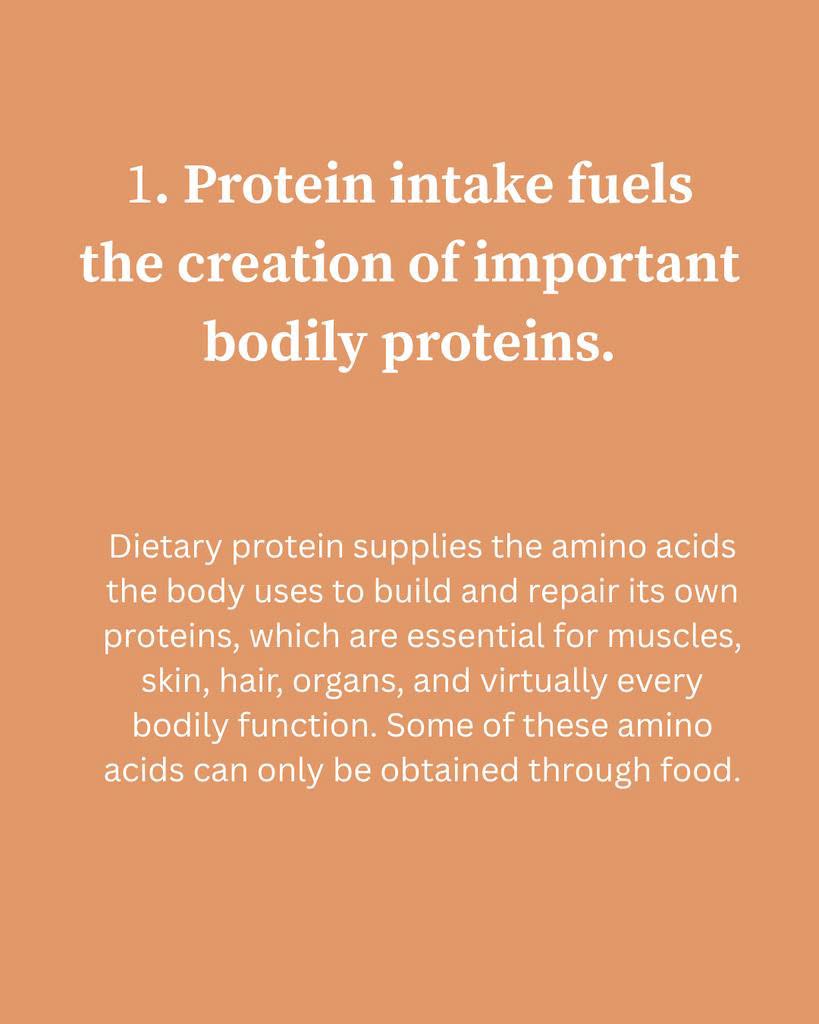 1. Protein intake fuels
the creation of important
bodily proteins.
Dietary protein supplies the amino acids
the body uses to build and repair its own
proteins, which are essential for muscles,
skin, hair, organs, and virtually every
bodily function. Some of these amino
acids can only be obtained through food.